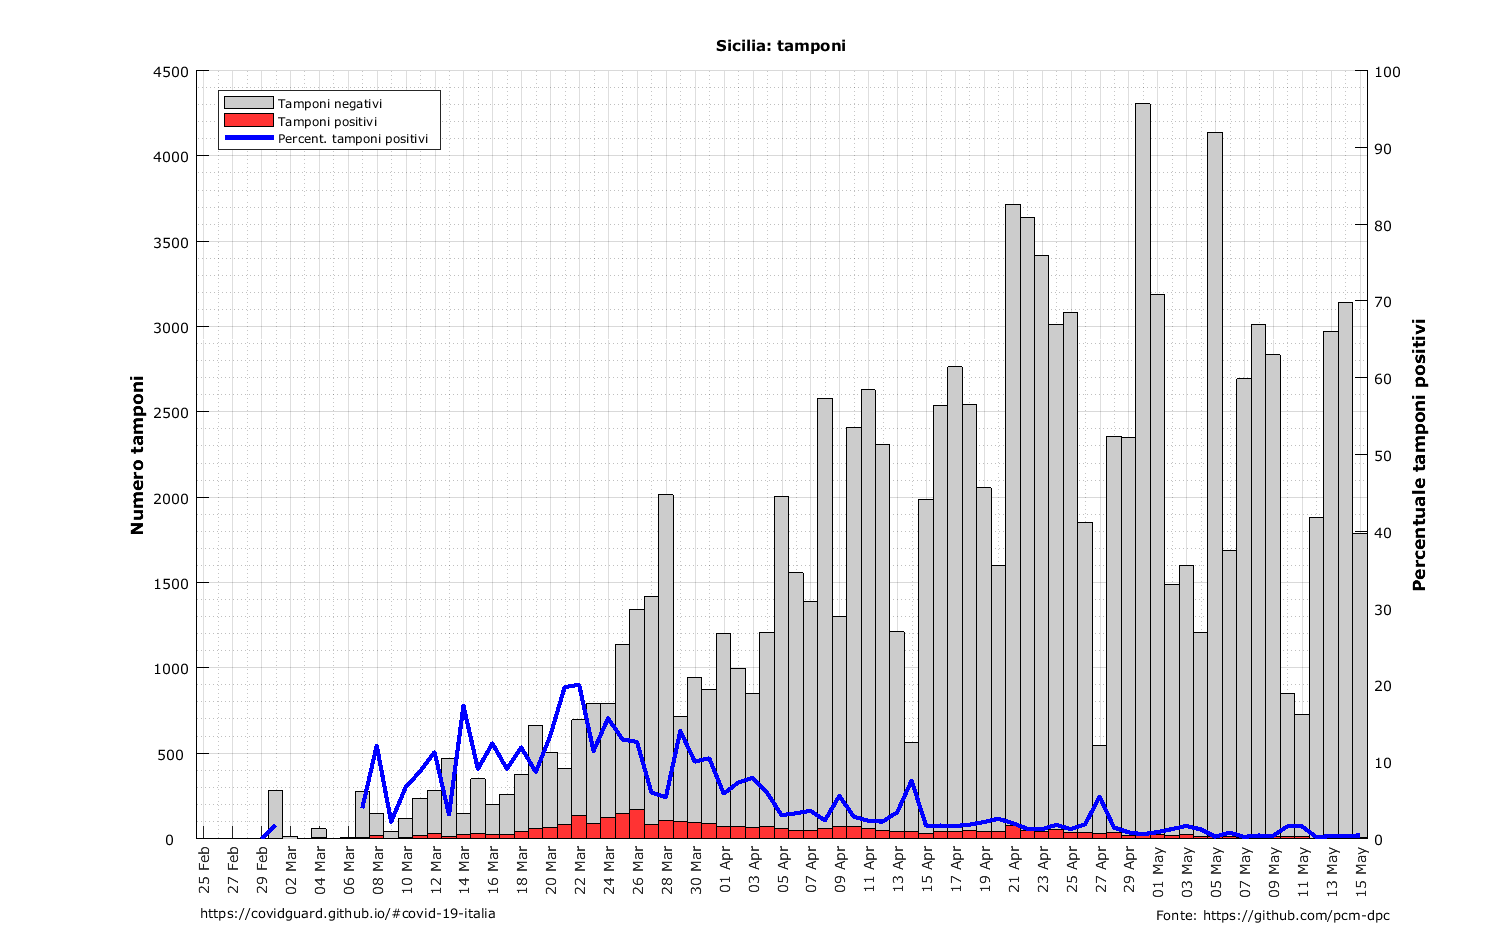 Sicilia: tamponi
Tamponi negativi
Tamponi positivi
Percent. tamponi positivi
Numero tamponi
4500
4000
3500
3000
2500
2000
1500
1000
500
0
Percentuale tamponi positivi
100
90
80
70
60
50
40
30
20
10
0
25 Feb
27 Feb
29 Feb
02 Mar
04 Mar
06 Mar
08 Mar
10 Mar
12 Mar
14 Mar
16 Mar
18 Mar
20 Mar
22 Mar
24 Mar
26 Mar
28 Mar
30 Mar
01 Apr
03 Apr
05 Apr
07 Apr
09 Apr
11 Apr
13 Apr
15 Apr
17 Apr
19 Apr
21 Apr
23 Apr
25 Apr
27 Apr
29 Apr
01 May
03 May
05 May
07 May
09 May
11 May
13 May
15 May
https://covidguard.github.io/#covid-19-italia
Fonte: https://github.com/pcm-dpc